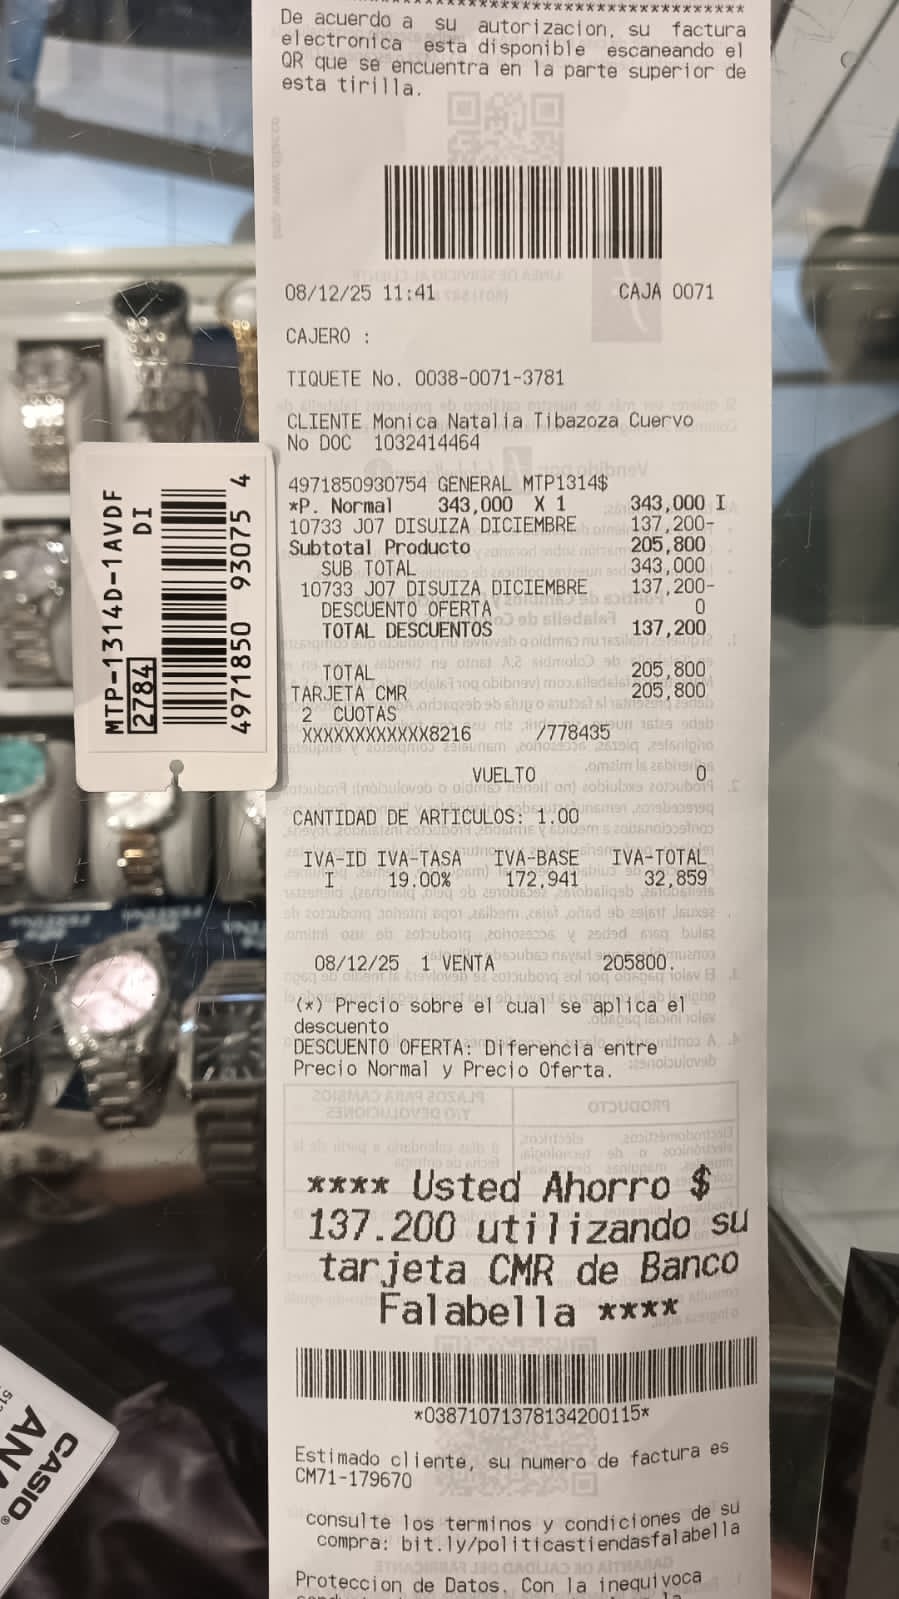 De acuerdo a su autorizacion, su factura
electronica esta disponible escaneando el
QR que se encuentra en la parte superior de
esta tirilla.
08/12/25 11:41 CAJA 0071
CAJERO :
TIQUETE No. 0038-0071-3781
CLIENTE Monica Natalia Tibazoza Cuervo
No DOC 1032414464
4971850930754 GENERAL MTP1314$
*P. Normal 343,000 X 1 343,000 I
10733 J07 DISUIZA DICIEMBRE 137,200-
Subtotal Producto 205,800
SUB TOTAL 343,000
10733 J07 DISUIZA DICIEMBRE 137,200-
DESCUENTO OFERTA 0
TOTAL DESCUENTOS 137,200
TOTAL 205,800
TARJETA CMR 205,800
2 CUOTAS
XXXXXXXXXXXX8216 /778435
VUELTO 0
CANTIDAD DE ARTICULOS: 1.00
IVA-ID IVA-TASA IVA-BASE IVA-TOTAL
I 19.00% 172,941 32,859
08/12/25 1 VENTA 205800.
(*) Precio sobre el cual se aplica el
descuento
DESCUENTO OFERTA: Diferencia entre
Precio Normal y Precio Oferta.
**** Usted Ahorro $
137.200 utilizando su
tarjeta CMR de Banco
Falabella ****
*03871071378134200115*
Estimado cliente, su numero de factura es
CM71-179670
consulte los terminos y condiciones de su
compra: bit.ly/politicastiendasfalabella
Proteccion de Datos. Con la inequivoca
MTP-1314D-1AVDF
DI
2784
4971850 93075 4
CASIO®